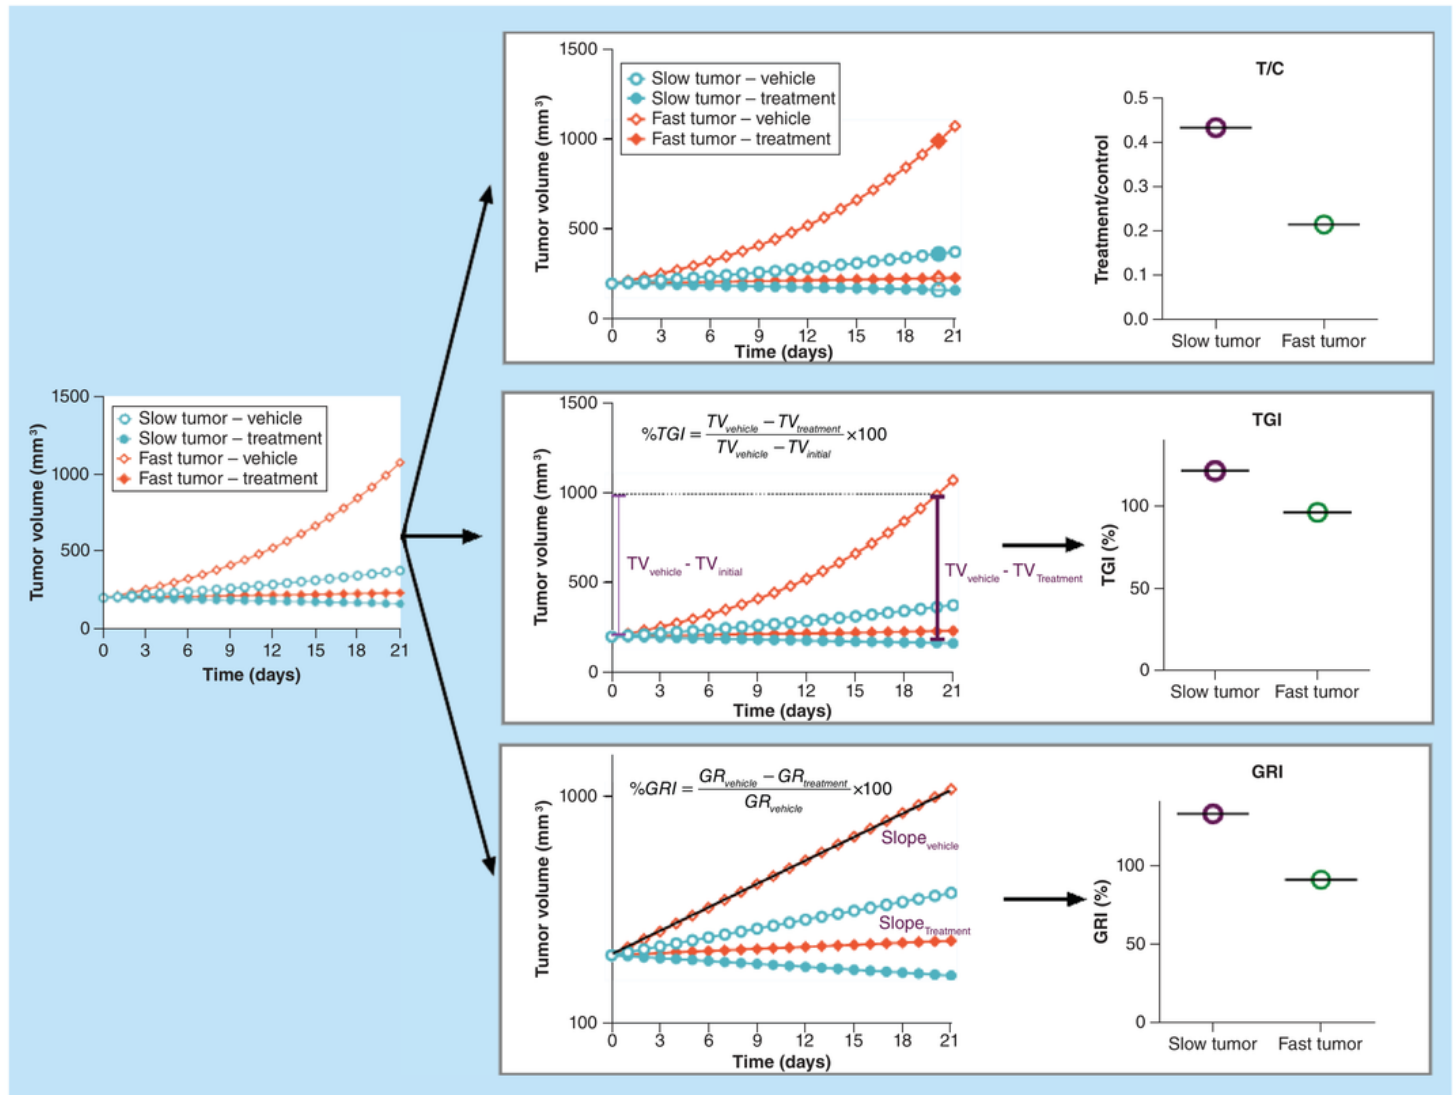 1500
1000
500
0
Tumor volume (mm³)
Slow tumor – vehicle
Slow tumor – treatment
Fast tumor – vehicle
Fast tumor – treatment
0 3 6 9 12 15 18 21
Time (days)
1500
1000
500
0
Tumor volume (mm³)
Slow tumor – vehicle
Slow tumor – treatment
Fast tumor – vehicle
Fast tumor – treatment
0 3 6 9 12 15 18 21
Time (days)
T/C
0.5
0.4
0.3
0.2
0.1
0.0
Treatment/control
Slow tumor Fast tumor
1500
1000
500
0
Tumor volume (mm³)
%TGI = (TVvehicle – TVtreatment) / (TVvehicle – TVinitial) ×100
TVvehicle - TVinitial
TVvehicle - TVTreatment
0 3 6 9 12 15 18 21
Time (days)
TGI
100
50
0
TGI (%)
Slow tumor Fast tumor
1000
100
Tumor volume (mm³)
%GRI = (GRvehicle – GRtreatment) / GRvehicle ×100
Slopevehicle
SlopeTreatment
0 3 6 9 12 15 18 21
Time (days)
GRI
100
50
0
GRI (%)
Slow tumor Fast tumor